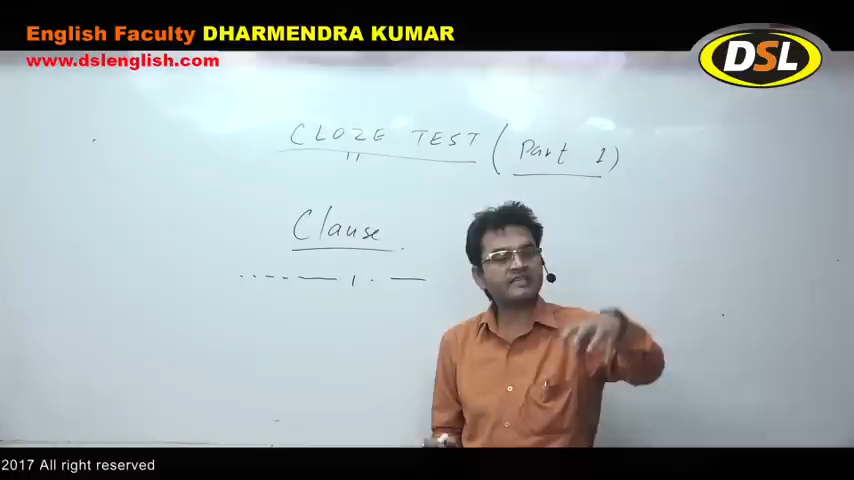 English Faculty DHARMENDRA KUMAR
www.dslenglish.com
DSL
CLOZE TEST (Part 1)
Clause
2017 All right reserved